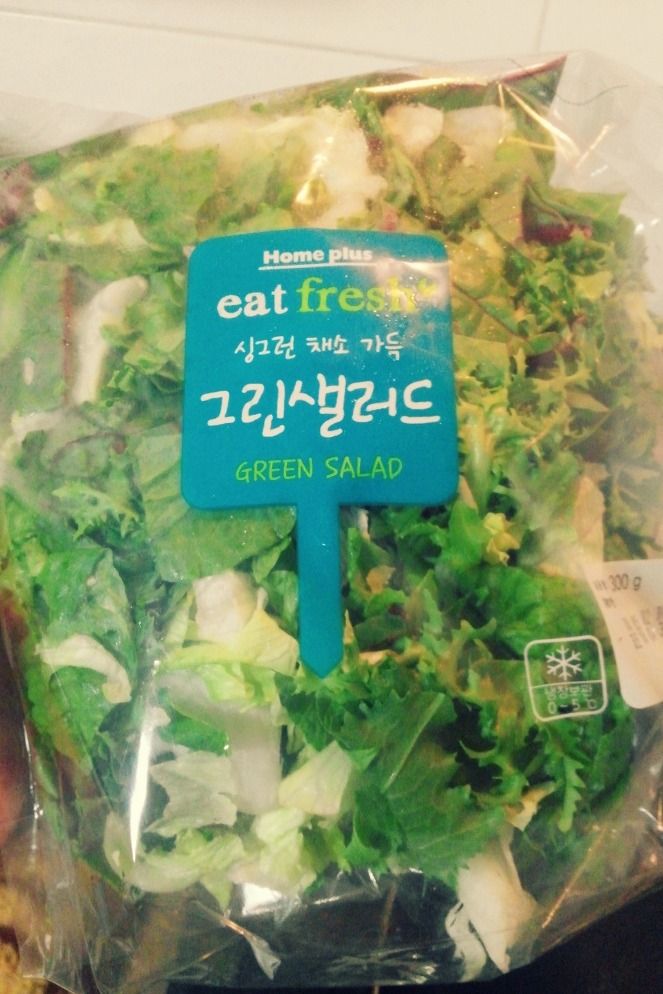 Home plus
eat fresh
싱그런 채소 가득
그린샐러드
GREEN SALAD
300 g
냉장보관
0~5℃